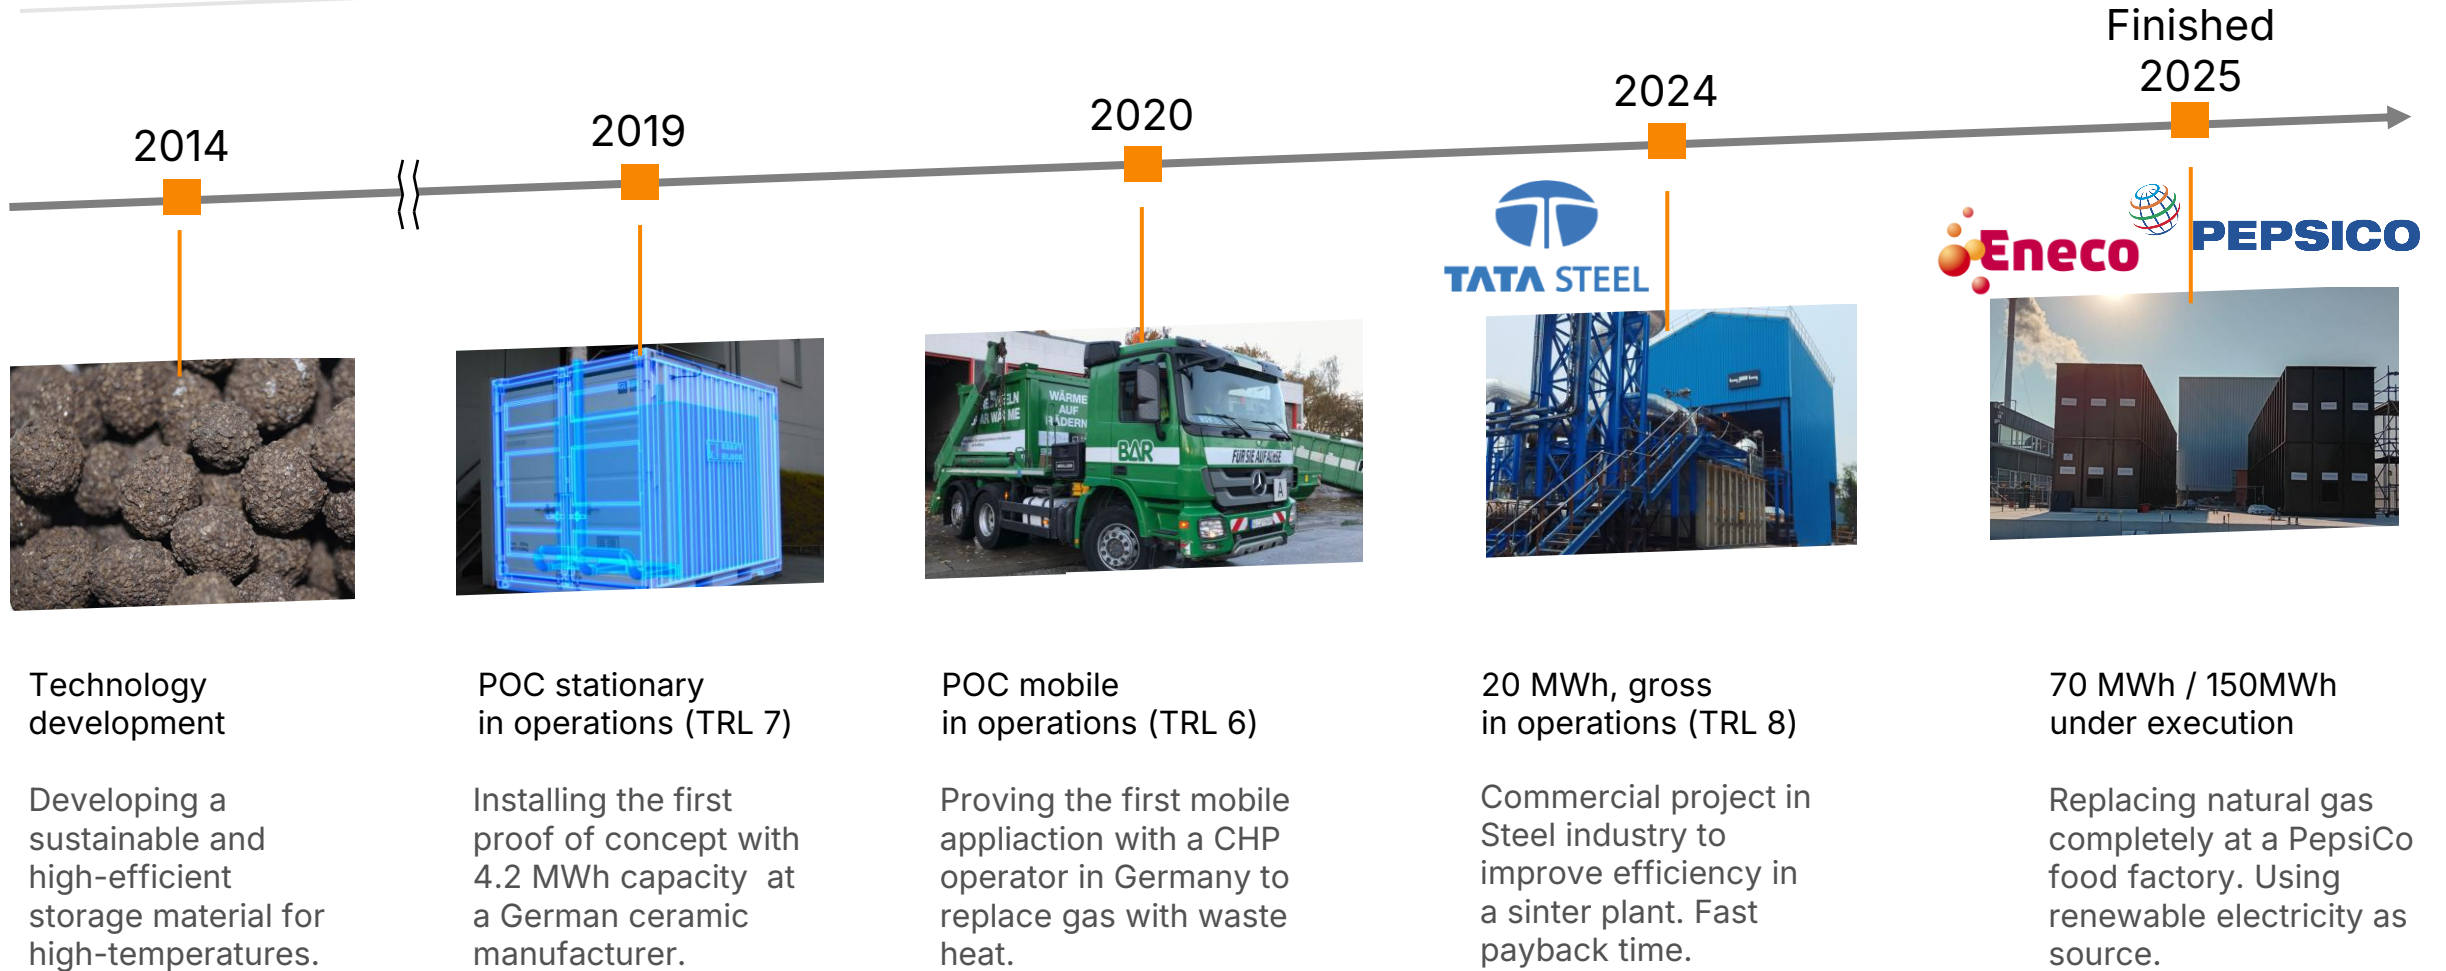 2014
2019
2020
2024
Finished
2025
TATA STEEL
Eneco
PEPSICO
WÄRME
AUF
RÄDERN
BAR
FÜR SIE AUF ACHSE
A
Technology
development
Developing a
sustainable and
high-efficient
storage material for
high-temperatures.
POC stationary
in operations (TRL 7)
Installing the first
proof of concept with
4.2 MWh capacity  at
a German ceramic
manufacturer.
POC mobile
in operations (TRL 6)
Proving the first mobile
appliaction with a CHP
operator in Germany to
replace gas with waste
heat.
20 MWh, gross
in operations (TRL 8)
Commercial project in
Steel industry to
improve efficiency in
a sinter plant. Fast
payback time.
70 MWh / 150MWh
under execution
Replacing natural gas
completely at a PepsiCo
food factory. Using
renewable electricity as
source.